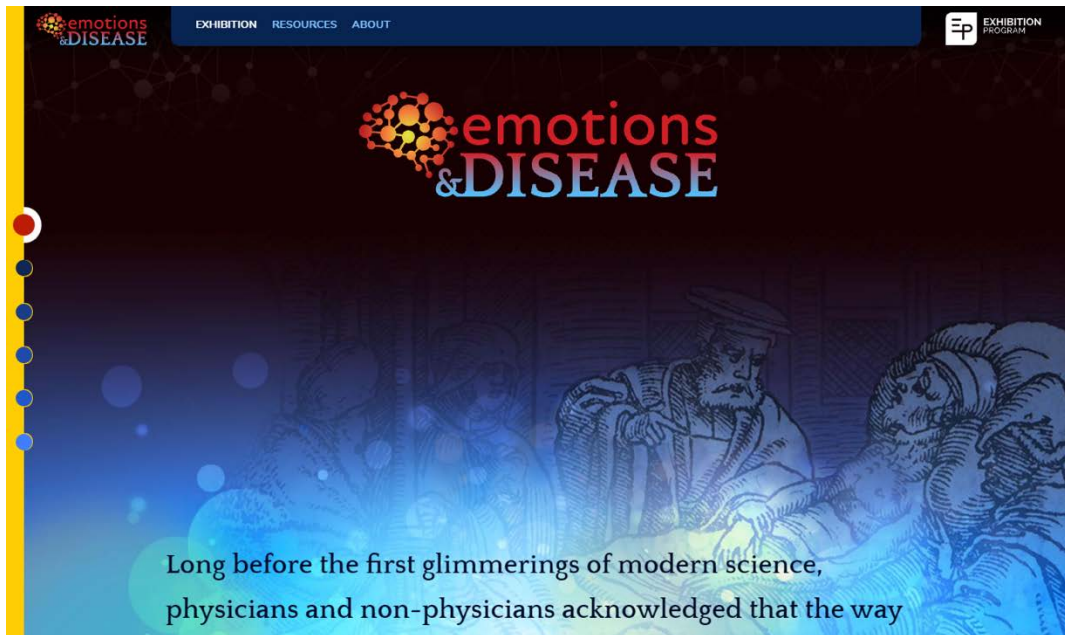 emotions
&DISEASE
EXHIBITION RESOURCES ABOUT
EP EXHIBITION
PROGRAM
emotions
&DISEASE
Long before the first glimmerings of modern science,
physicians and non-physicians acknowledged that the way